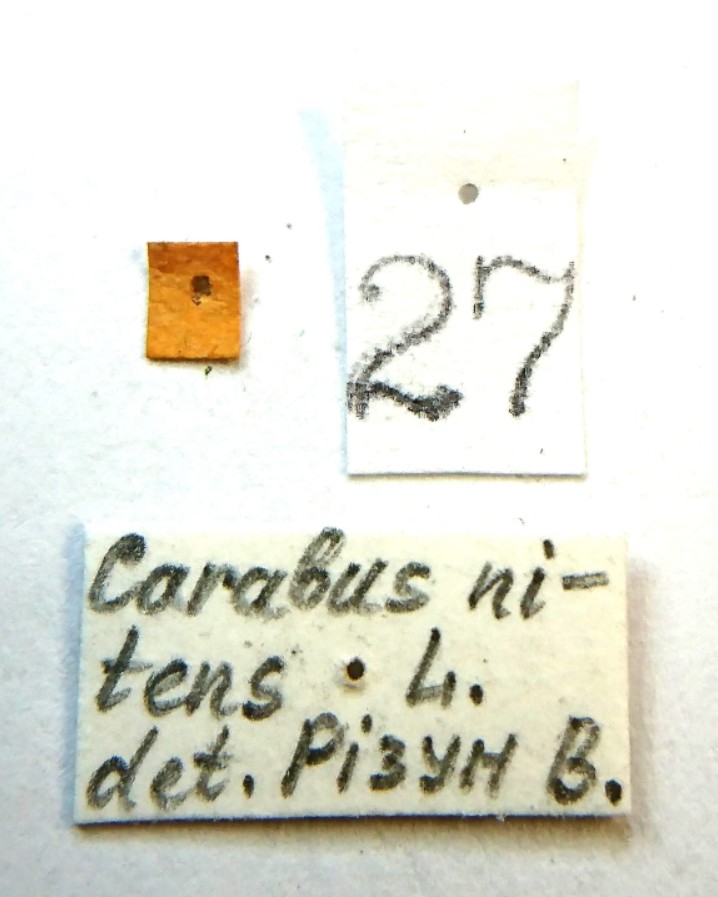 27
Carabus ni-
tens L.
det. Різун В.